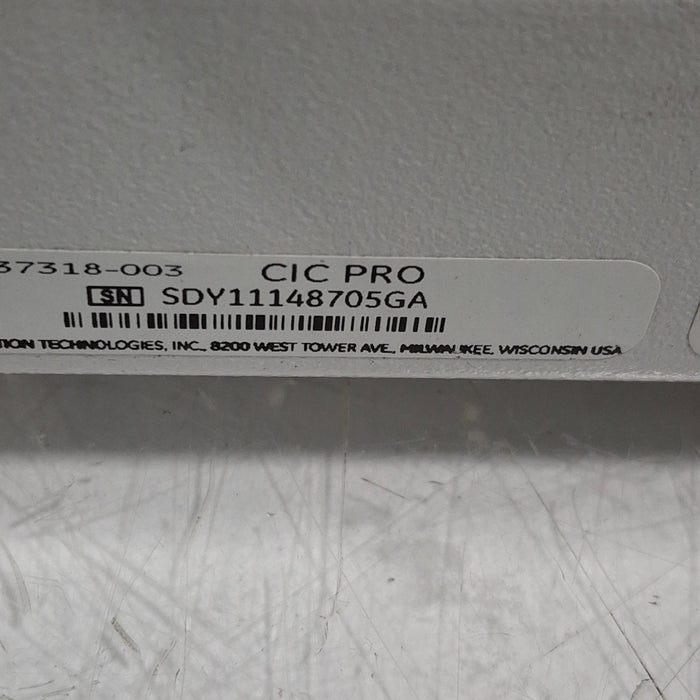 37318-003 CIC PRO
SN SDY11148705GA
TION TECHNOLOGIES, INC., 8200 WEST TOWER AVE., MILWAUKEE, WISCONSIN USA